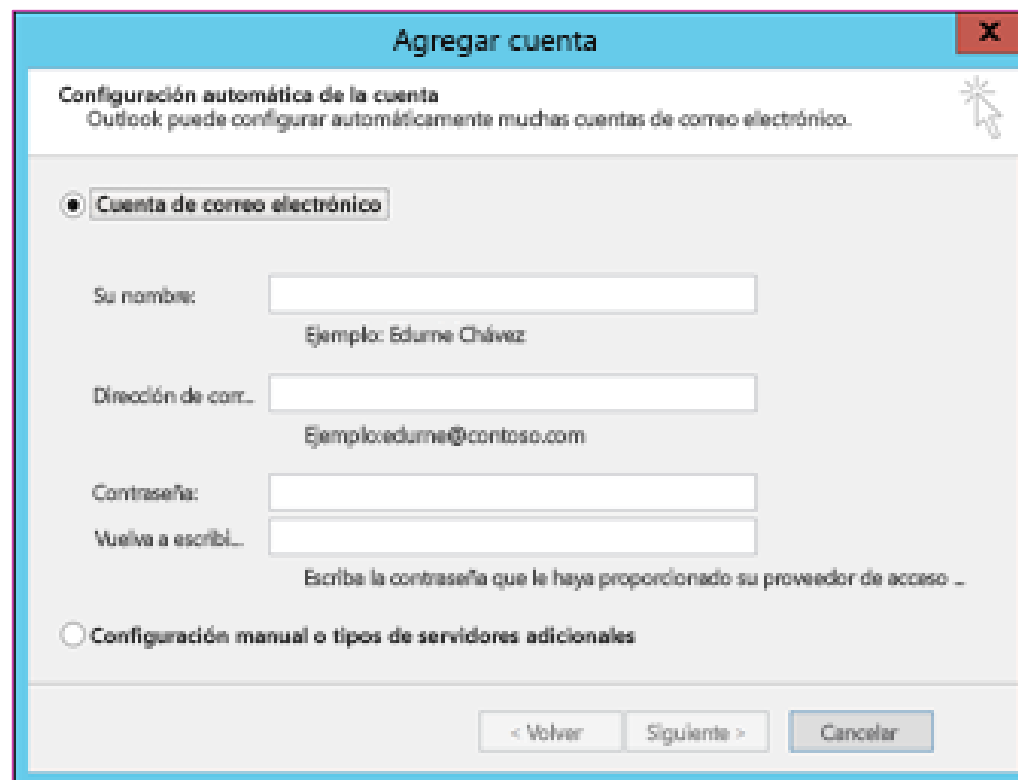 Agregar cuenta
X
Configuración automática de la cuenta
Outlook puede configurar automáticamente muchas cuentas de correo electrónico.
Cuenta de correo electrónico
Su nombre:
Ejemplo: Edurne Chávez
Dirección de corr...
Ejemplo:edurne@contoso.com
Contraseña:
Vuelva a escribi...
Escriba la contraseña que le haya proporcionado su proveedor de acceso ...
Configuración manual o tipos de servidores adicionales
< Volver Siguiente > Cancelar